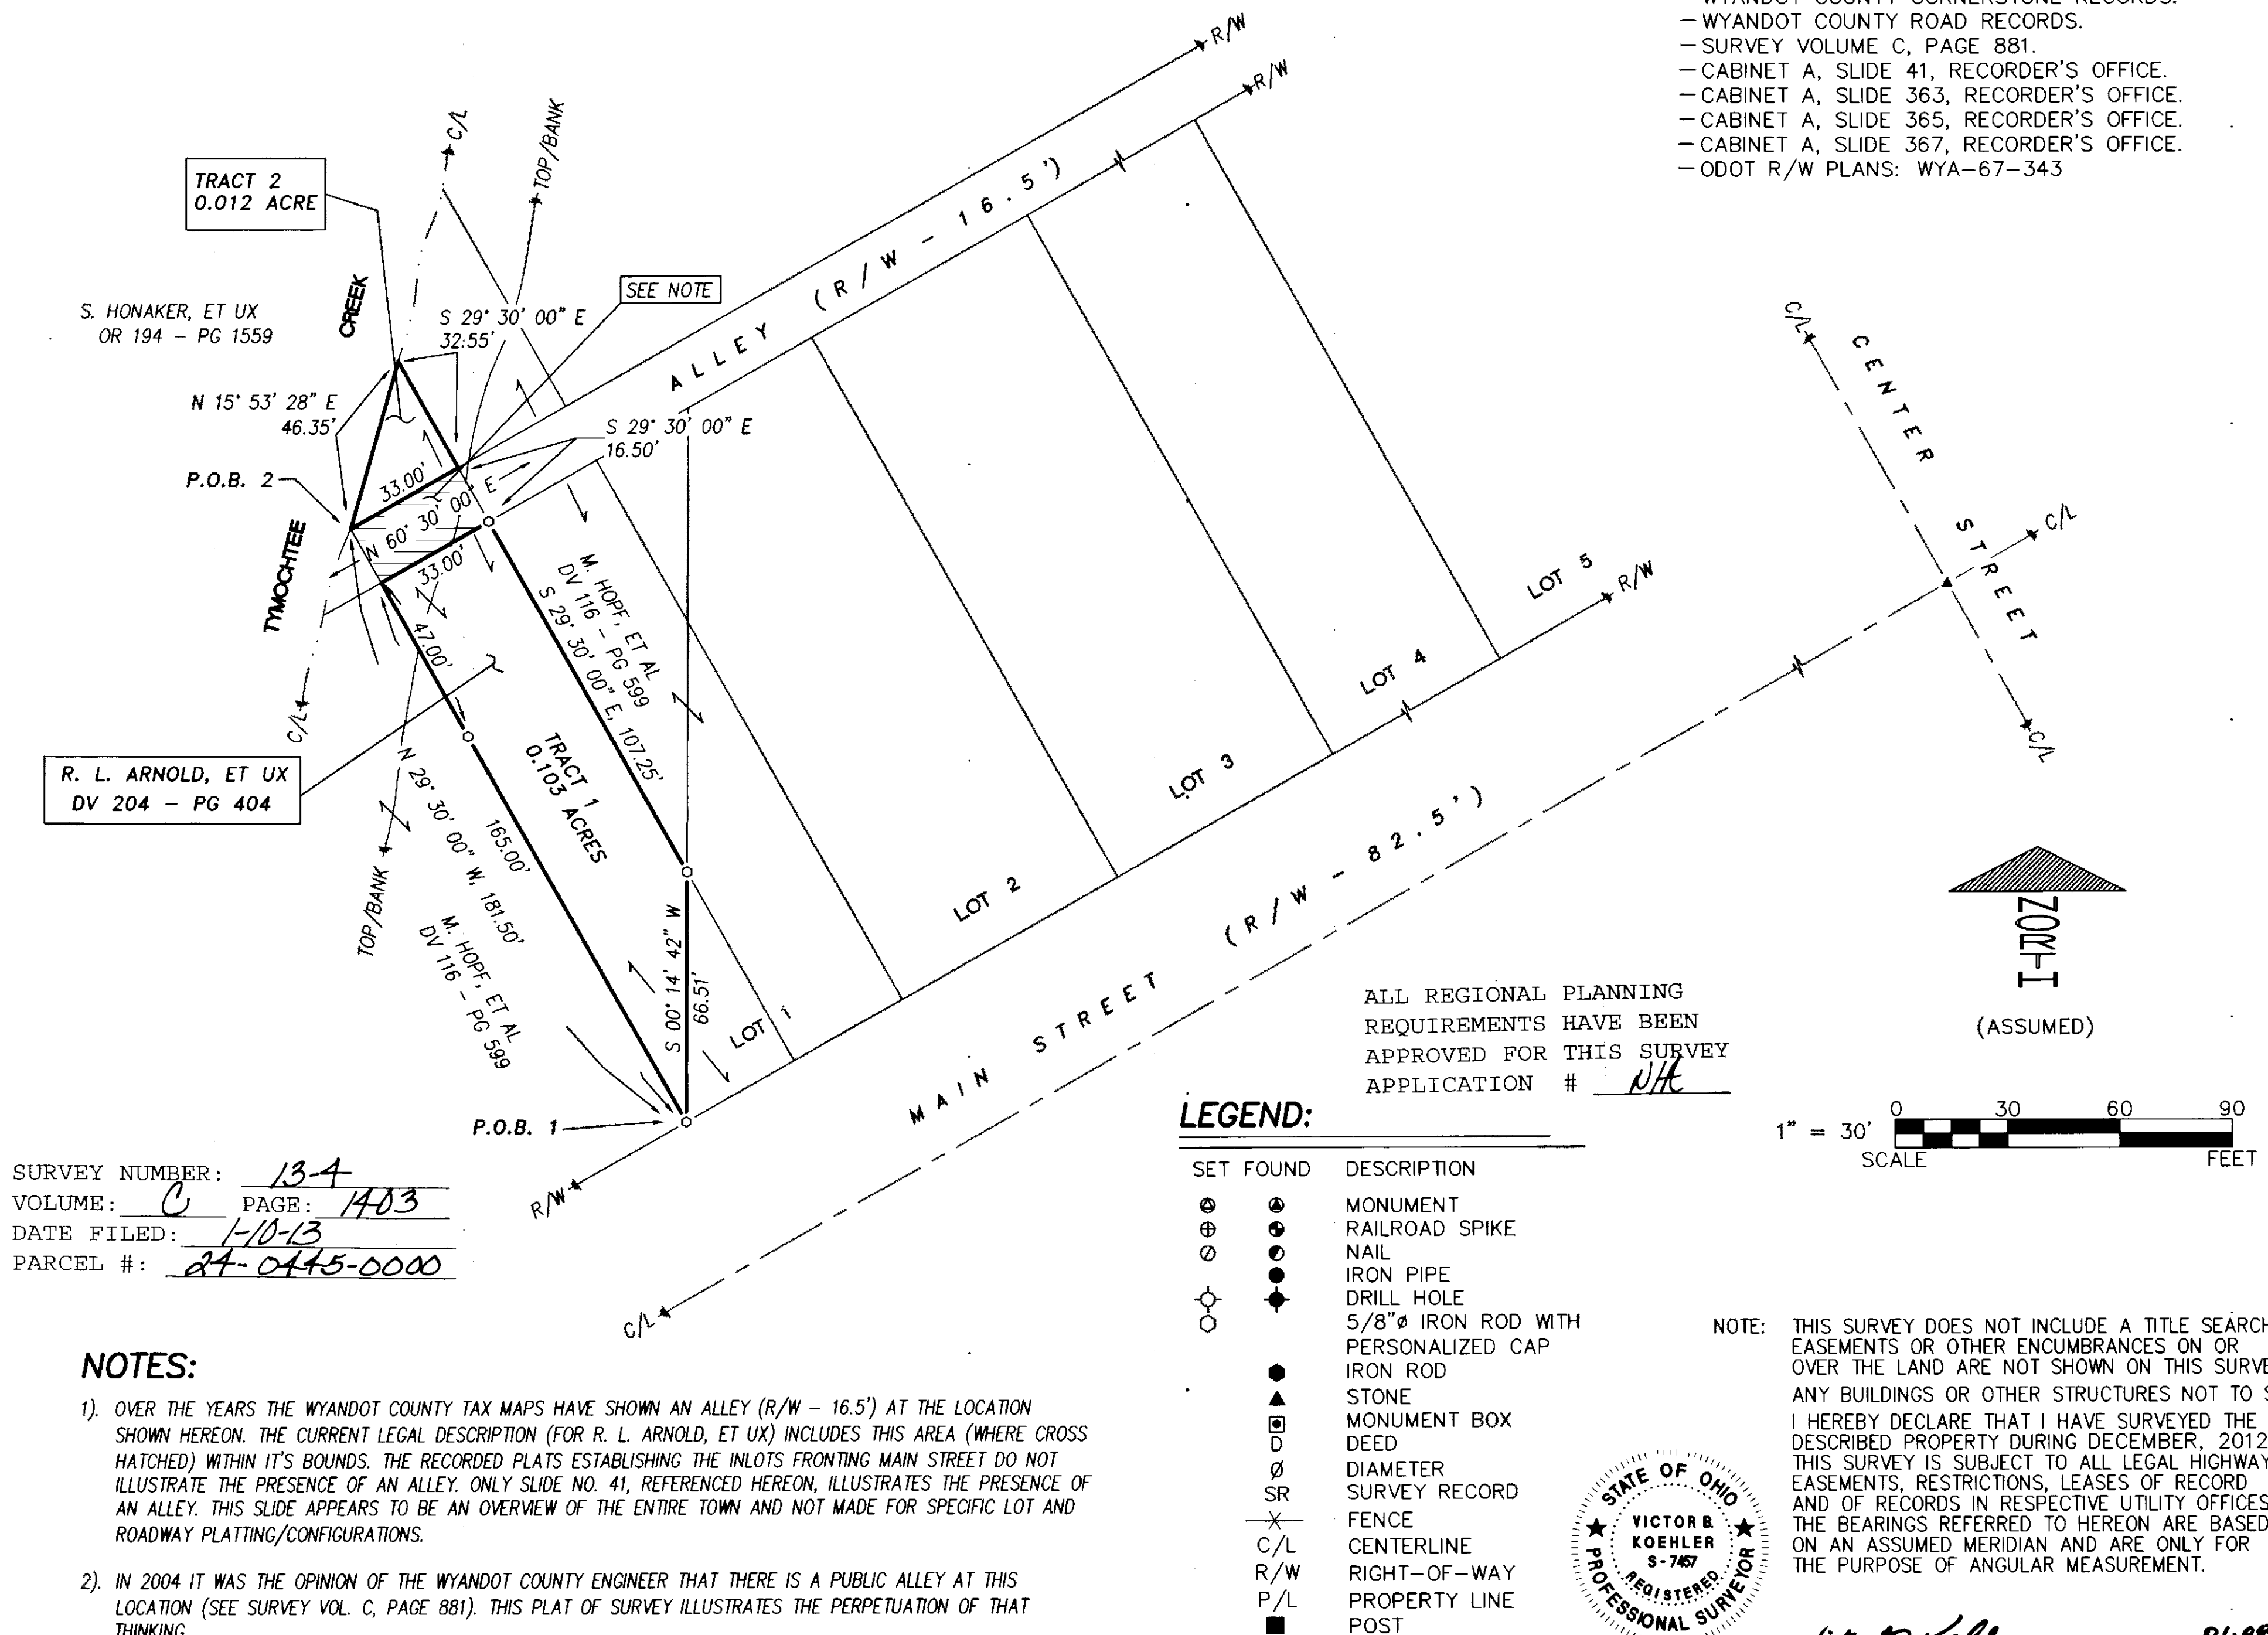 — WYANDOT COUNTY CORNERSTONE RECORDS.
— WYANDOT COUNTY ROAD RECORDS.
— SURVEY VOLUME C, PAGE 881.
— CABINET A, SLIDE 41, RECORDER'S OFFICE.
— CABINET A, SLIDE 363, RECORDER'S OFFICE.
— CABINET A, SLIDE 365, RECORDER'S OFFICE.
— CABINET A, SLIDE 367, RECORDER'S OFFICE.
— ODOT R/W PLANS: WYA-67-343
R/W
R/W
C/L
TOP/BANK
TRACT 2
0.012 ACRE
ALLEY (R/W - 16.5')
SEE NOTE
CREEK
S. HONAKER, ET UX
OR 194 - PG 1559
S 29° 30' 00" E
32.55'
N 15° 53' 28" E
46.35'
S 29° 30' 00" E
16.50'
P.O.B. 2
33.00'
N 60° 30' 00" E
33.00'
TYMOCHTEE
C/L
CENTER STREET
C/L
C/L
M. HOPF, ET AL
DV 116 - PG 599
S 29° 30' 00" E, 107.25'
47.00'
C/L
LOT 5
R/W
LOT 4
LOT 3
LOT 2
LOT 1
R. L. ARNOLD, ET UX
DV 204 - PG 404
TRACT 1
0.103 ACRES
165.00'
N 29° 30' 00" W, 181.50'
TOP/BANK
M. HOPF, ET AL
DV 116 - PG 599
S 00° 14' 42" W
66.51'
MAIN STREET (R/W - 82.5')
P.O.B. 1
R/W
C/L
NORTH
(ASSUMED)
ALL REGIONAL PLANNING
REQUIREMENTS HAVE BEEN
APPROVED FOR THIS SURVEY
APPLICATION # N/A
0 30 60 90
1" = 30'
SCALE FEET
SURVEY NUMBER: 13-4
VOLUME: C PAGE: 1403
DATE FILED: 1-10-13
PARCEL #: 24-0445-0000
LEGEND:
SET FOUND DESCRIPTION
MONUMENT
RAILROAD SPIKE
NAIL
IRON PIPE
DRILL HOLE
5/8"ø IRON ROD WITH
PERSONALIZED CAP
IRON ROD
STONE
MONUMENT BOX
D DEED
Ø DIAMETER
SR SURVEY RECORD
FENCE
C/L CENTERLINE
R/W RIGHT-OF-WAY
P/L PROPERTY LINE
POST
NOTES:
1). OVER THE YEARS THE WYANDOT COUNTY TAX MAPS HAVE SHOWN AN ALLEY (R/W - 16.5') AT THE LOCATION
SHOWN HEREON. THE CURRENT LEGAL DESCRIPTION (FOR R. L. ARNOLD, ET UX) INCLUDES THIS AREA (WHERE CROSS
HATCHED) WITHIN IT'S BOUNDS. THE RECORDED PLATS ESTABLISHING THE INLOTS FRONTING MAIN STREET DO NOT
ILLUSTRATE THE PRESENCE OF AN ALLEY. ONLY SLIDE NO. 41, REFERENCED HEREON, ILLUSTRATES THE PRESENCE OF
AN ALLEY. THIS SLIDE APPEARS TO BE AN OVERVIEW OF THE ENTIRE TOWN AND NOT MADE FOR SPECIFIC LOT AND
ROADWAY PLATTING/CONFIGURATIONS.
2). IN 2004 IT WAS THE OPINION OF THE WYANDOT COUNTY ENGINEER THAT THERE IS A PUBLIC ALLEY AT THIS
LOCATION (SEE SURVEY VOL. C, PAGE 881). THIS PLAT OF SURVEY ILLUSTRATES THE PERPETUATION OF THAT
THINKING
NOTE: THIS SURVEY DOES NOT INCLUDE A TITLE SEARCH
EASEMENTS OR OTHER ENCUMBRANCES ON OR
OVER THE LAND ARE NOT SHOWN ON THIS SURVE
ANY BUILDINGS OR OTHER STRUCTURES NOT TO S
I HEREBY DECLARE THAT I HAVE SURVEYED THE
DESCRIBED PROPERTY DURING DECEMBER, 2012
THIS SURVEY IS SUBJECT TO ALL LEGAL HIGHWAY
EASEMENTS, RESTRICTIONS, LEASES OF RECORD
AND OF RECORDS IN RESPECTIVE UTILITY OFFICES
THE BEARINGS REFERRED TO HEREON ARE BASED
ON AN ASSUMED MERIDIAN AND ARE ONLY FOR
THE PURPOSE OF ANGULAR MEASUREMENT.
STATE OF OHIO
VICTOR B.
KOEHLER
S-7457
REGISTERED
PROFESSIONAL SURVEYOR